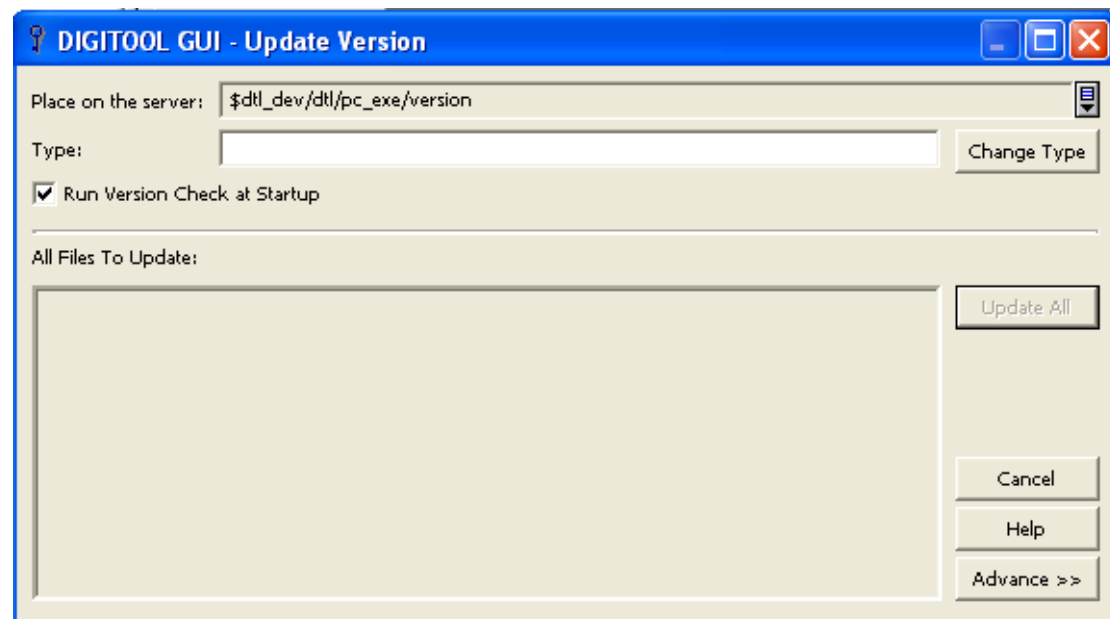 DIGITOOL GUI - Update Version
Place on the server: $dtl_dev/dtl/pc_exe/version
Type: Change Type
Run Version Check at Startup
All Files To Update:
Update All
Cancel
Help
Advance >>